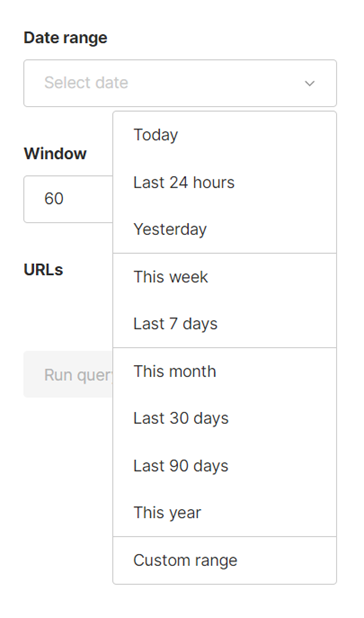 Date range
Select date
Today
Window
Last 24 hours
60
Yesterday
URLs
This week
Last 7 days
This month
Run quer
Last 30 days
Last 90 days
This year
Custom range